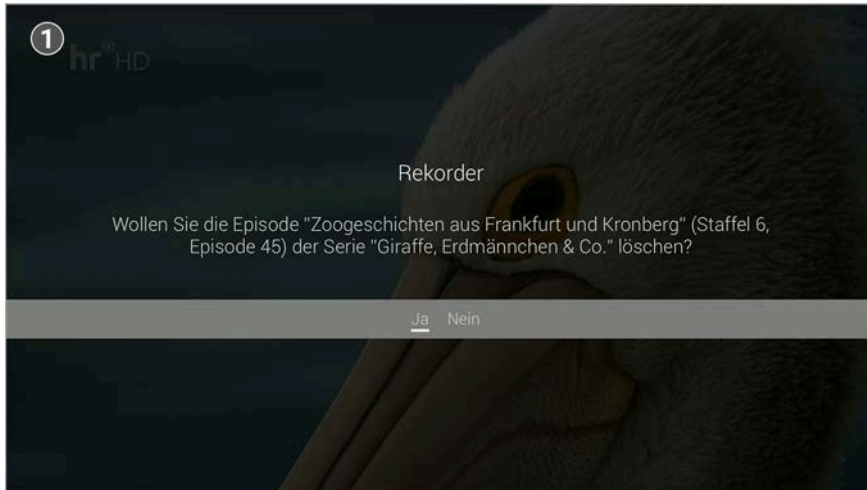 1
hr HD
Rekorder
Wollen Sie die Episode "Zoogeschichten aus Frankfurt und Kronberg" (Staffel 6,
Episode 45) der Serie "Giraffe, Erdmännchen & Co." löschen?
Ja Nein